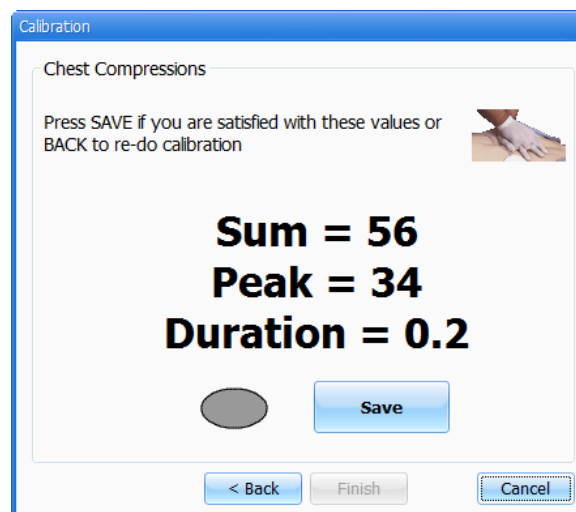 Calibration
Chest Compressions
Press SAVE if you are satisfied with these values or
BACK to re-do calibration
Sum = 56
Peak = 34
Duration = 0.2
Save
< Back
Finish
Cancel